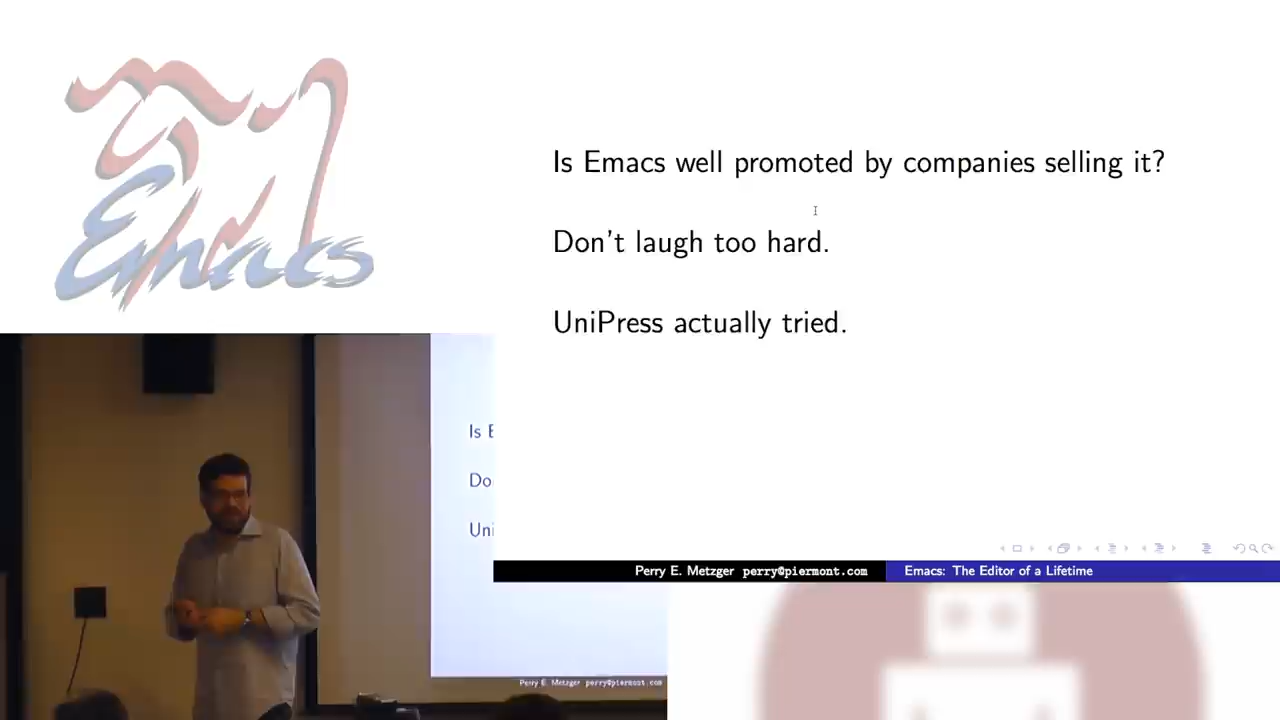 Emacs
Is Emacs well promoted by companies selling it?
Don't laugh too hard.
UniPress actually tried.
Perry E. Metzger perry@piermont.com
Emacs: The Editor of a Lifetime
Is E
Do
Uni
Perry E. Metzger perry@piermont.com